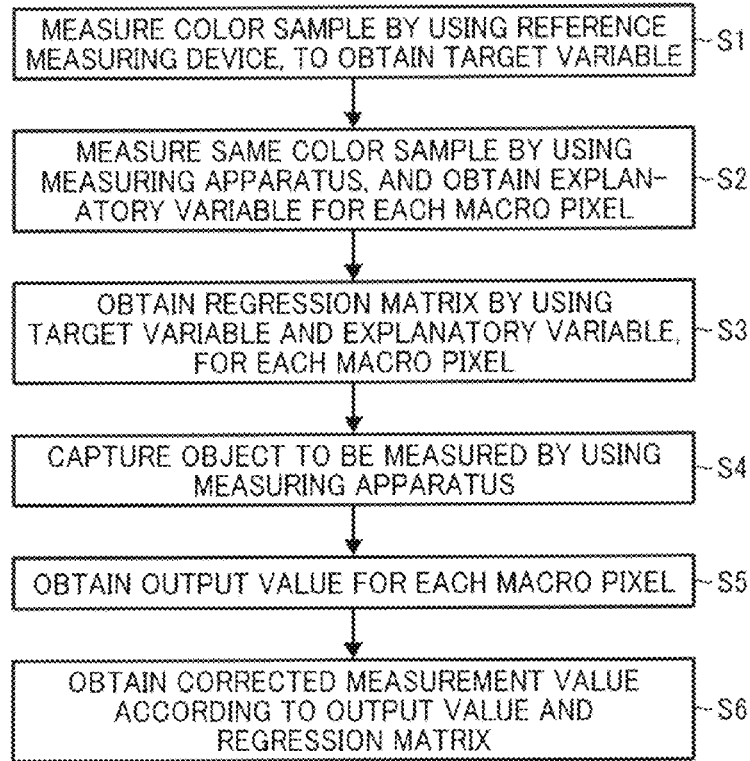 MEASURE COLOR SAMPLE BY USING REFERENCE
MEASURING DEVICE, TO OBTAIN TARGET VARIABLE
S1
MEASURE SAME COLOR SAMPLE BY USING
MEASURING APPARATUS, AND OBTAIN EXPLAN-
ATORY VARIABLE FOR EACH MACRO PIXEL
S2
OBTAIN REGRESSION MATRIX BY USING
TARGET VARIABLE AND EXPLANATORY VARIABLE,
FOR EACH MACRO PIXEL
S3
CAPTURE OBJECT TO BE MEASURED BY USING
MEASURING APPARATUS
S4
OBTAIN OUTPUT VALUE FOR EACH MACRO PIXEL
S5
OBTAIN CORRECTED MEASUREMENT VALUE
ACCORDING TO OUTPUT VALUE AND
REGRESSION MATRIX
S6